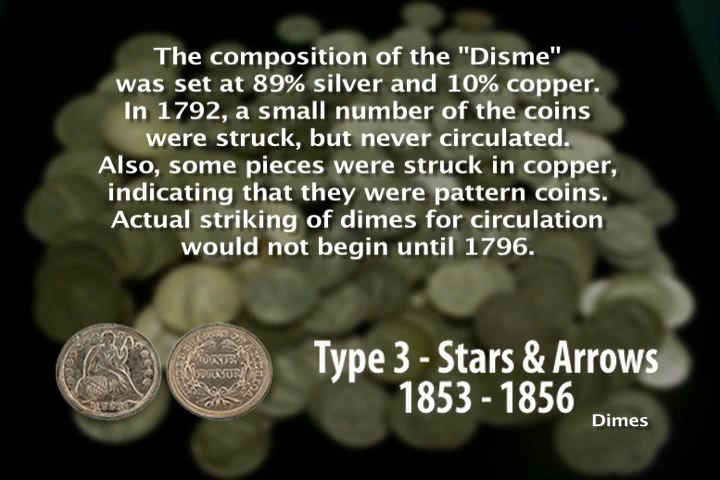 The composition of the "Disme"
was set at 89% silver and 10% copper.
In 1792, a small number of the coins
were struck, but never circulated.
Also, some pieces were struck in copper,
indicating that they were pattern coins.
Actual striking of dimes for circulation
would not begin until 1796.
Type 3 - Stars & Arrows
1853 - 1856
Dimes